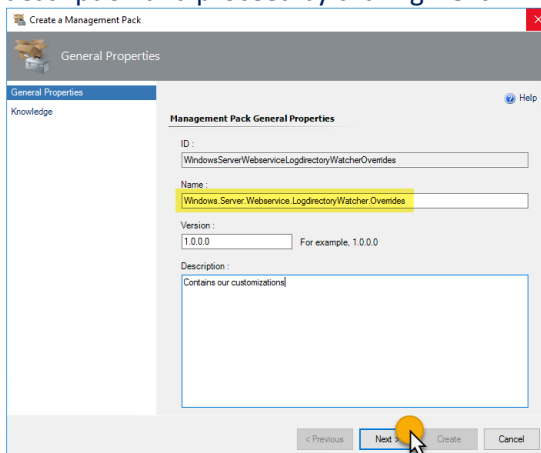 Create a Management Pack
General Properties
General Properties
Knowledge
Help
Management Pack General Properties
ID :
WindowsServerWebserviceLogdirectoryWatcherOverrides
Name :
Windows.Server.Webservice.LogdirectoryWatcher.Overrides
Version :
1.0.0.0 For example, 1.0.0.0
Description :
Contains our customizations
< Previous Next > Create Cancel